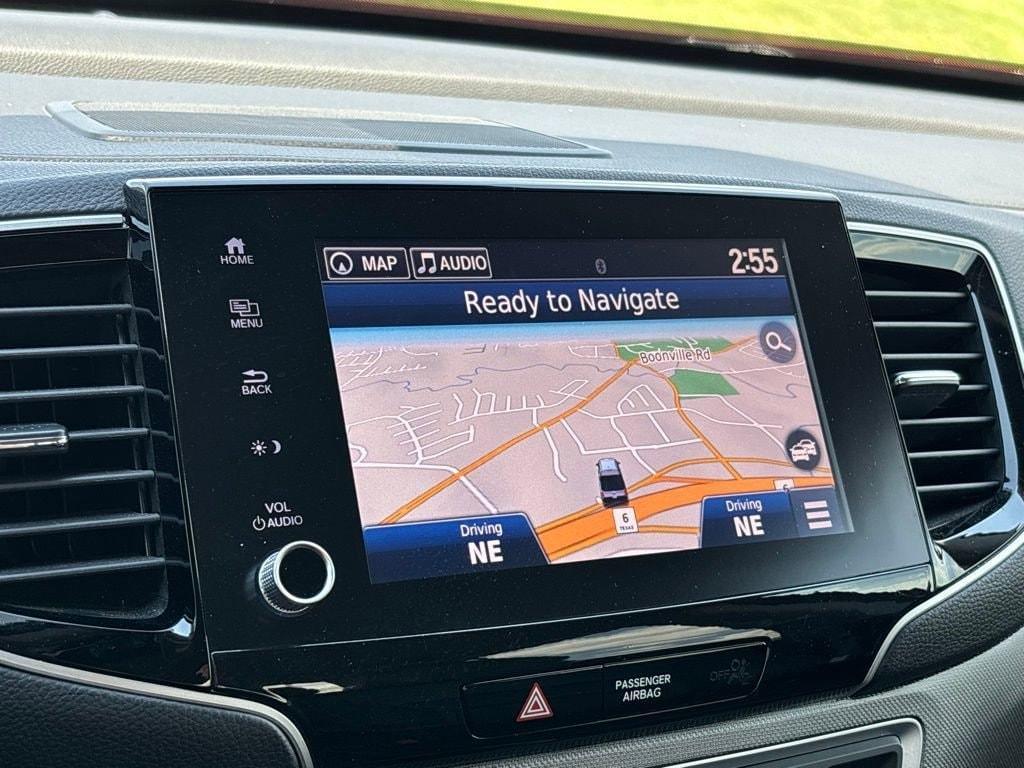 HOME
MENU
BACK
VOL
AUDIO
MAP
AUDIO
2:55
Ready to Navigate
Boonville Rd
6
TEXAS
6
Driving
NE
Driving
NE
PASSENGER
AIRBAG
OFF